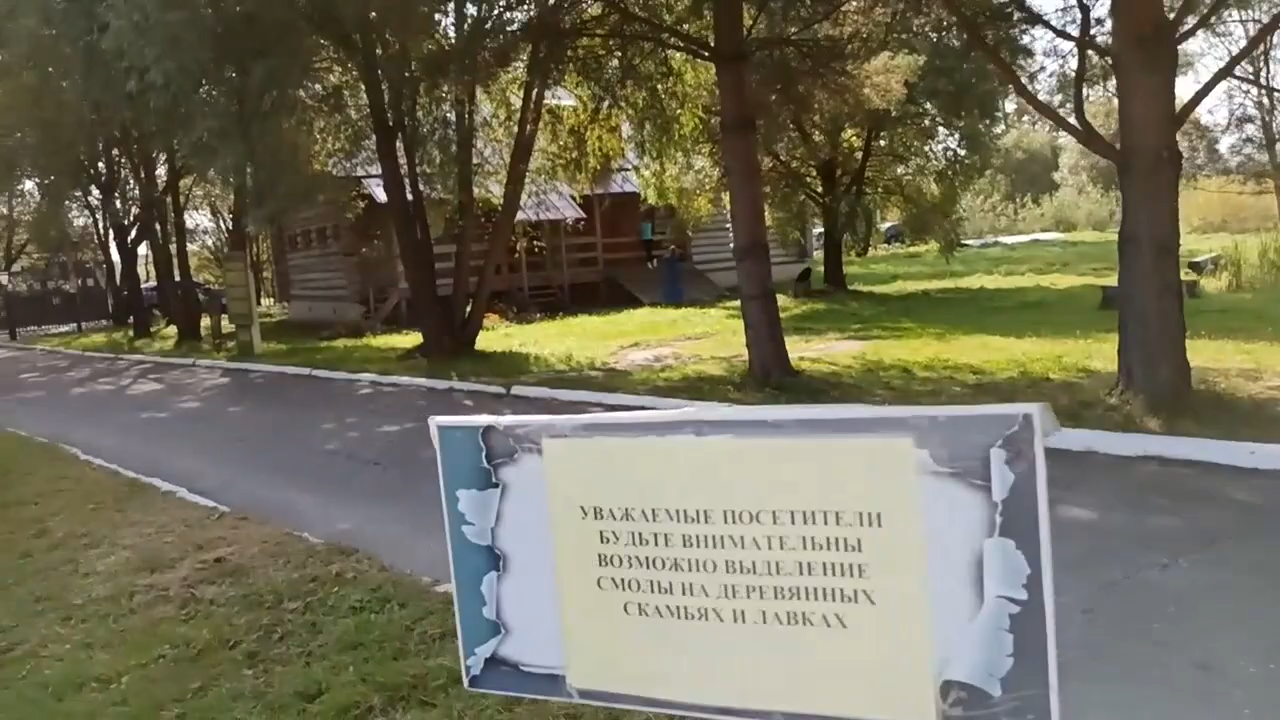 УВАЖАЕМЫЕ ПОСЕТИТЕЛИ
БУДЬТЕ ВНИМАТЕЛЬНЫ
ВОЗМОЖНО ВЫДЕЛЕНИЕ
СМОЛЫ НА ДЕРЕВЯННЫХ
СКАМЬЯХ И ЛАВКАХ